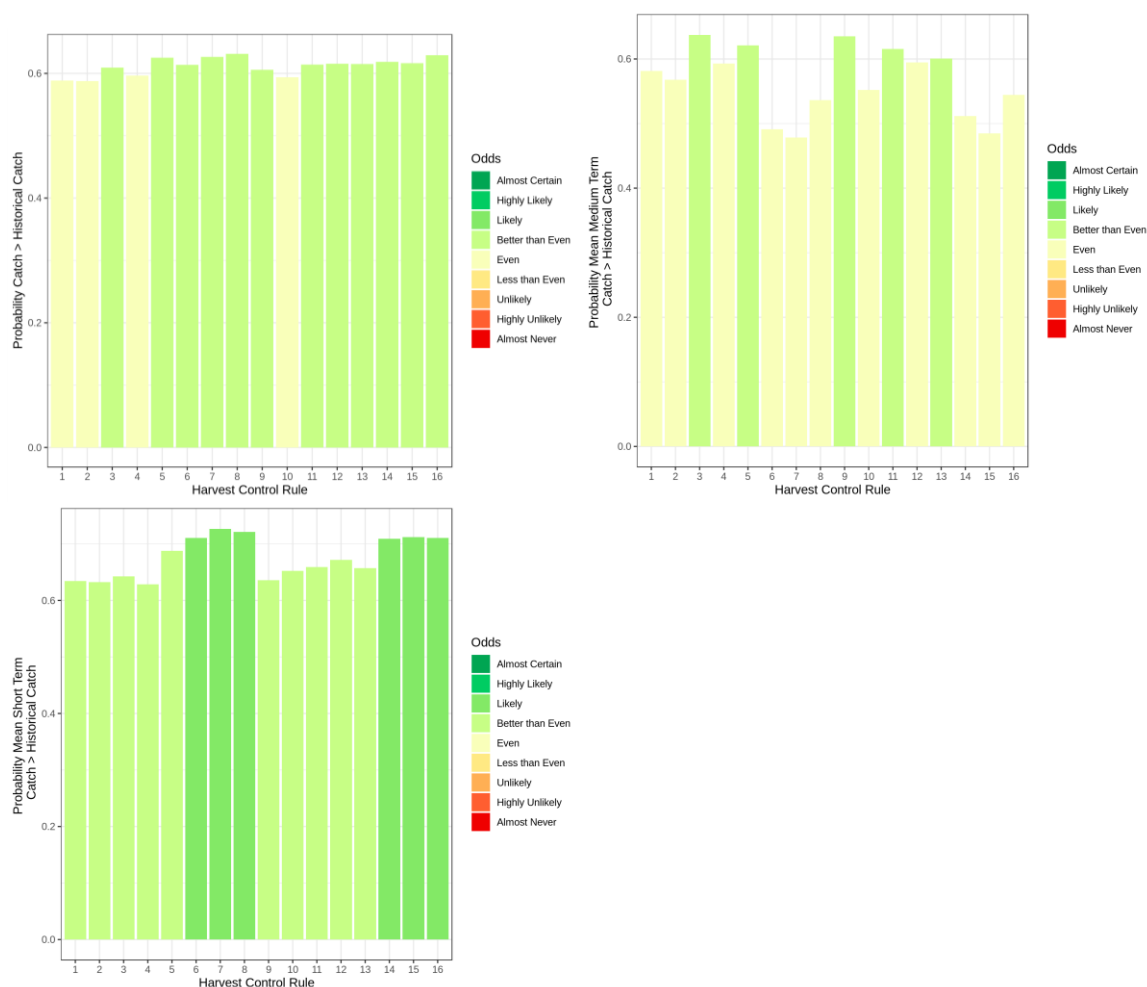 Probability Catch > Historical Catch
0.6
0.4
0.2
0.0
1 2 3 4 5 6 7 8 9 10 11 12 13 14 15 16
Harvest Control Rule
Odds
Almost Certain
Highly Likely
Likely
Better than Even
Even
Less than Even
Unlikely
Highly Unlikely
Almost Never
Probability Mean Medium Term
Catch > Historical Catch
0.6
0.4
0.2
0.0
1 2 3 4 5 6 7 8 9 10 11 12 13 14 15 16
Harvest Control Rule
Odds
Almost Certain
Highly Likely
Likely
Better than Even
Even
Less than Even
Unlikely
Highly Unlikely
Almost Never
Probability Mean Short Term
Catch > Historical Catch
0.6
0.4
0.2
0.0
1 2 3 4 5 6 7 8 9 10 11 12 13 14 15 16
Harvest Control Rule
Odds
Almost Certain
Highly Likely
Likely
Better than Even
Even
Less than Even
Unlikely
Highly Unlikely
Almost Never